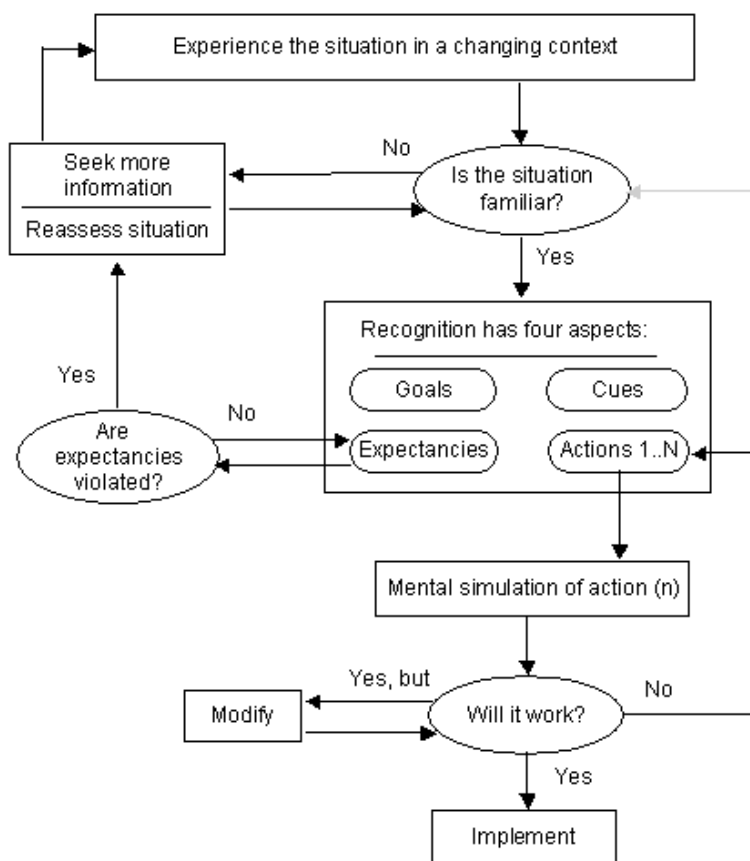 Experience the situation in a changing context
No
Seek more
information
Reassess situation
Is the situation
familiar?
Yes
Recognition has four aspects:
Goals
Cues
Yes
No
Are
expectancies
violated?
Expectancies
Actions 1..N
Mental simulation of action (n)
Yes, but
No
Modify
Will it work?
Yes
Implement